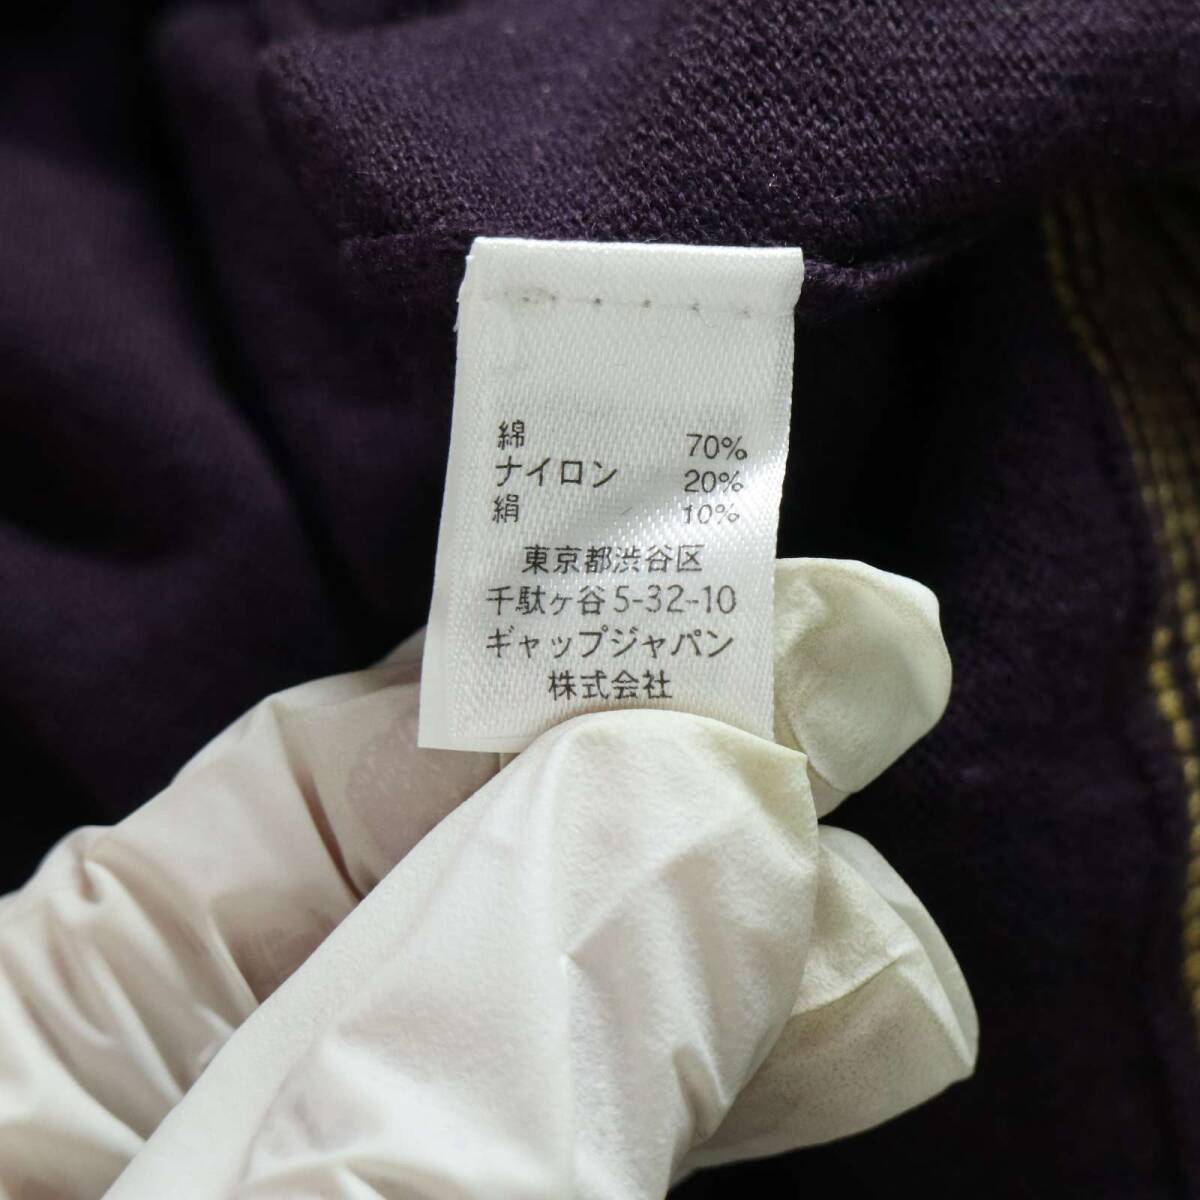 綿 70%
ナイロン 20%
絹 10%
東京都渋谷区
千駄ヶ谷5-32-10
ギャップジャパン
株式会社